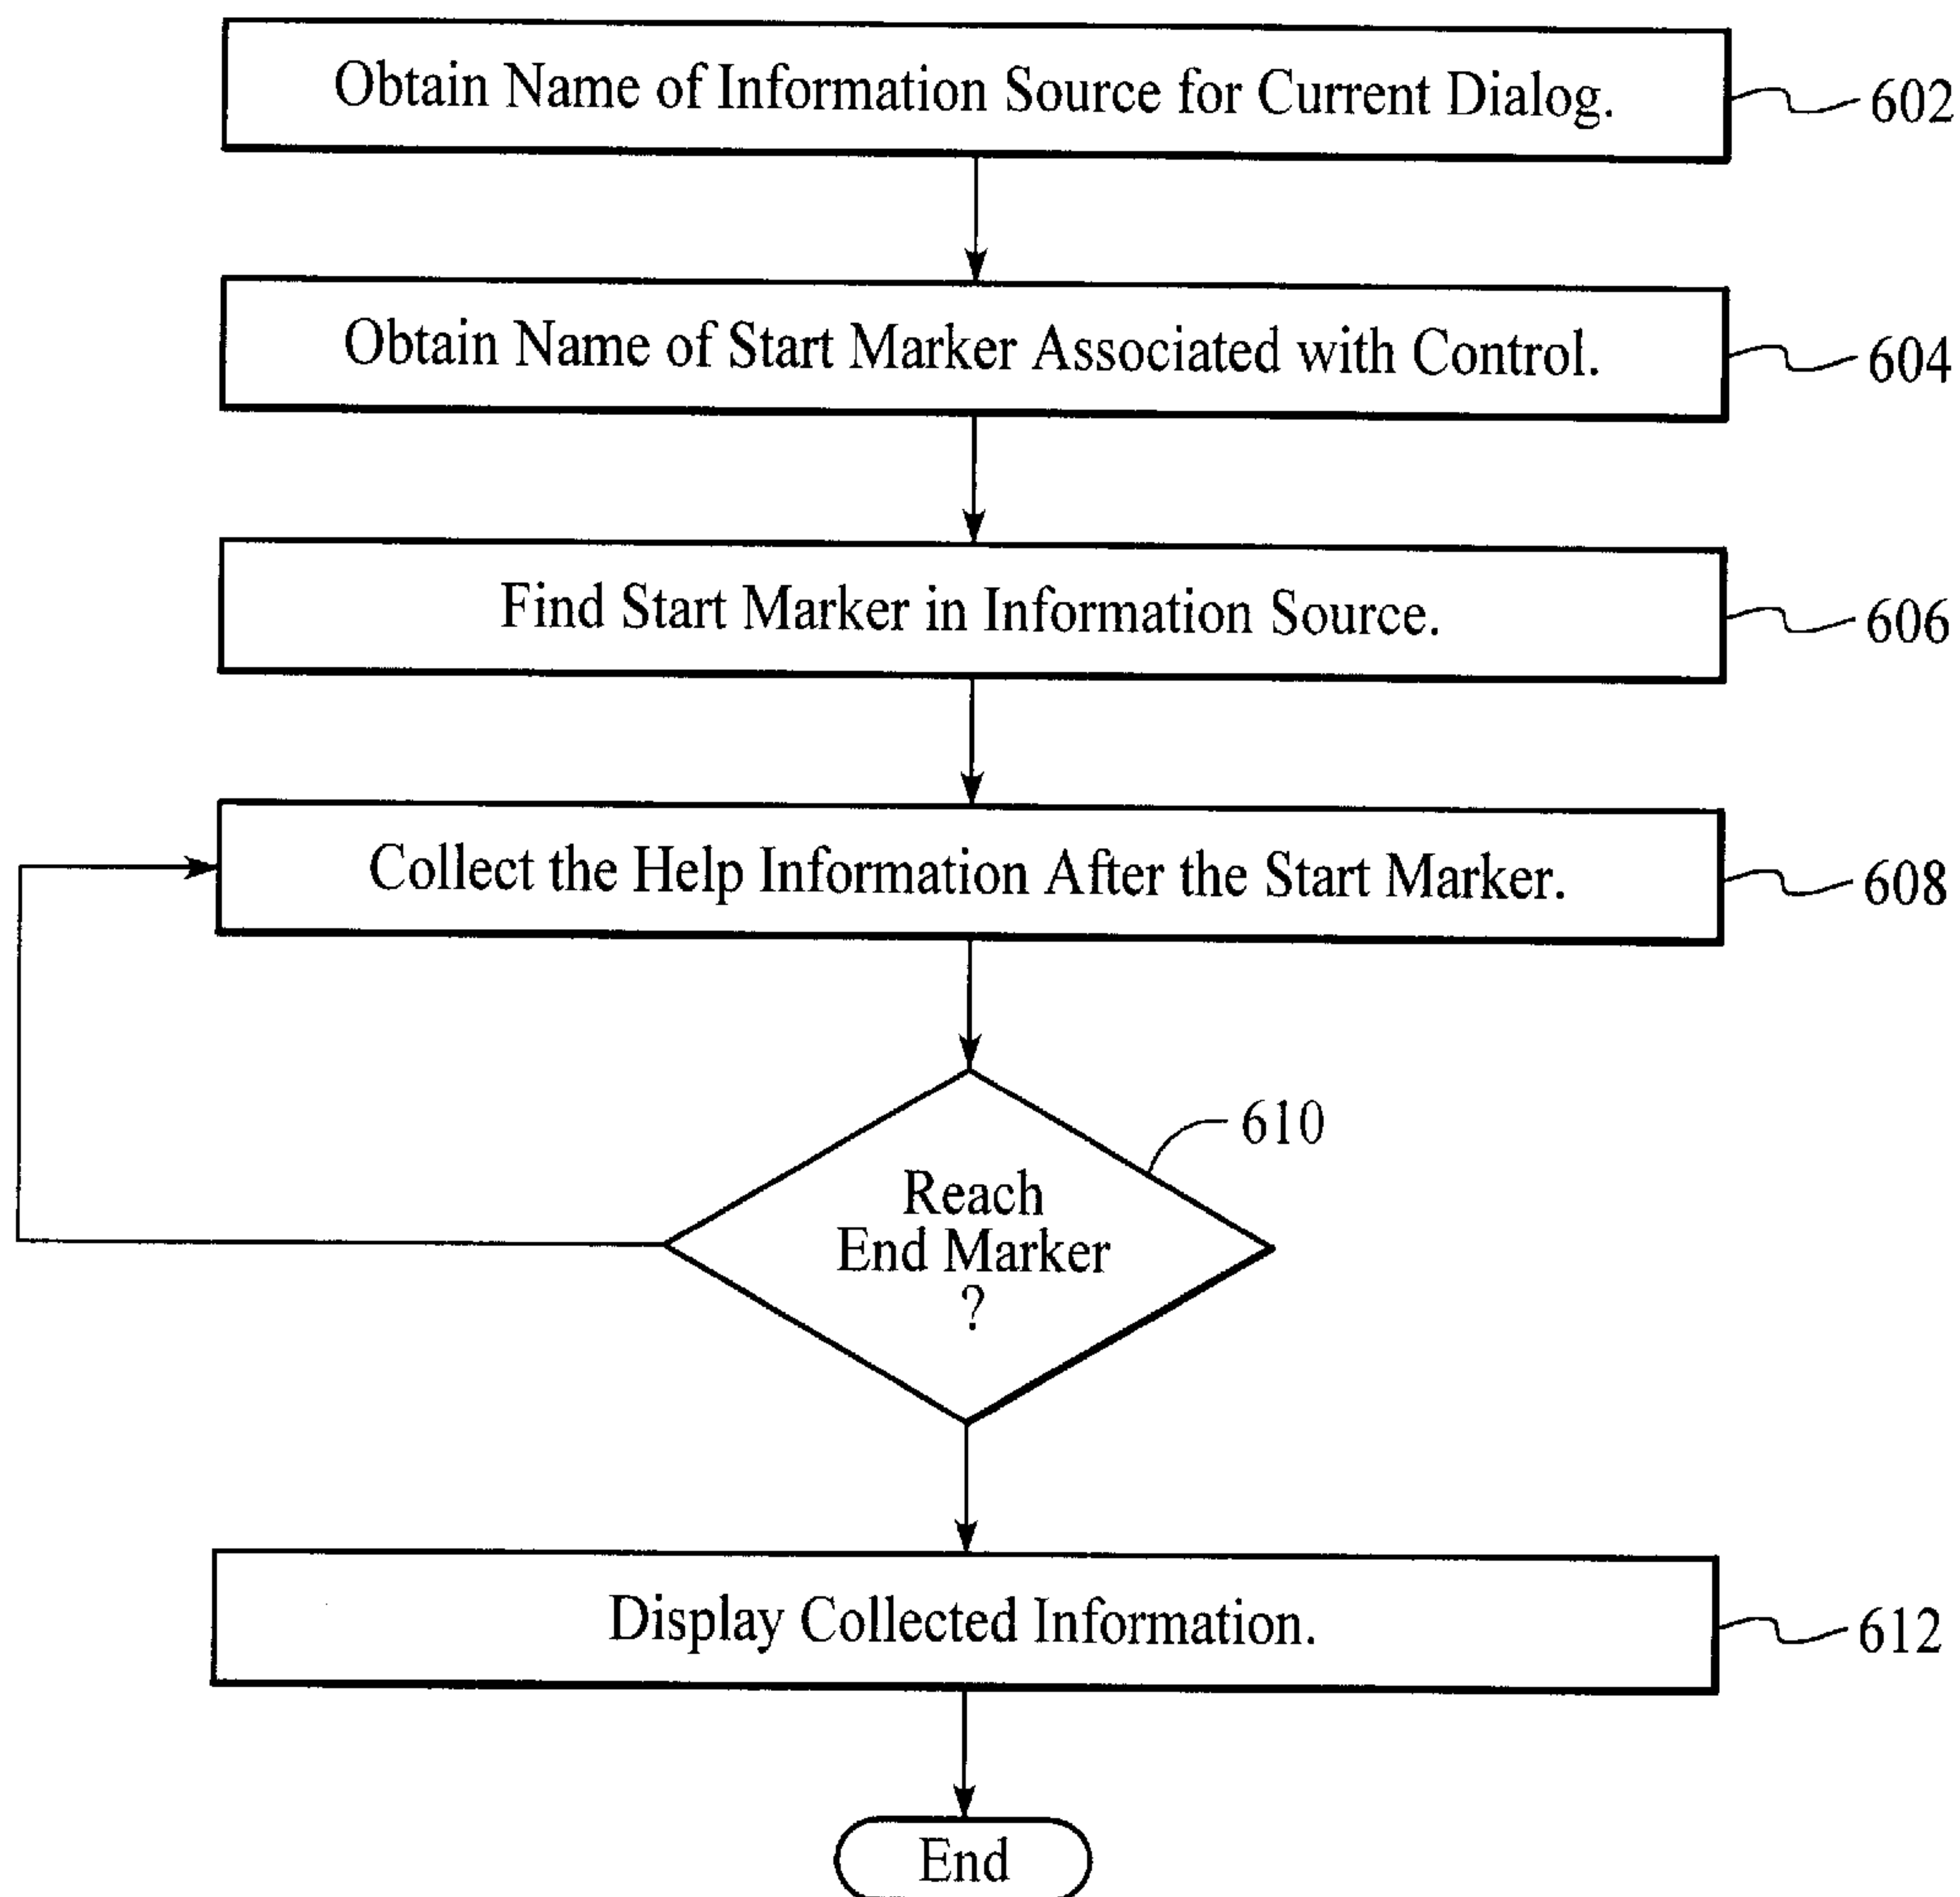 Obtain Name of Information Source for Current Dialog.
602
Obtain Name of Start Marker Associated with Control.
604
Find Start Marker in Information Source.
606
Collect the Help Information After the Start Marker.
608
610
Reach
End Marker
?
Display Collected Information.
612
End